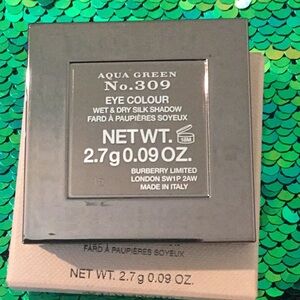 AQUA GREEN
No.309
EYE COLOUR
WET & DRY SILK SHADOW
FARD À PAUPIÈRES SOYEUX
NET WT.
2.7g 0.09 OZ.
BURBERRY LIMITED
LONDON SW1P 2AW
MADE IN ITALY
FARD À PAUPIÈRES SOYEUX
NET WT. 2.7g 0.09 OZ.